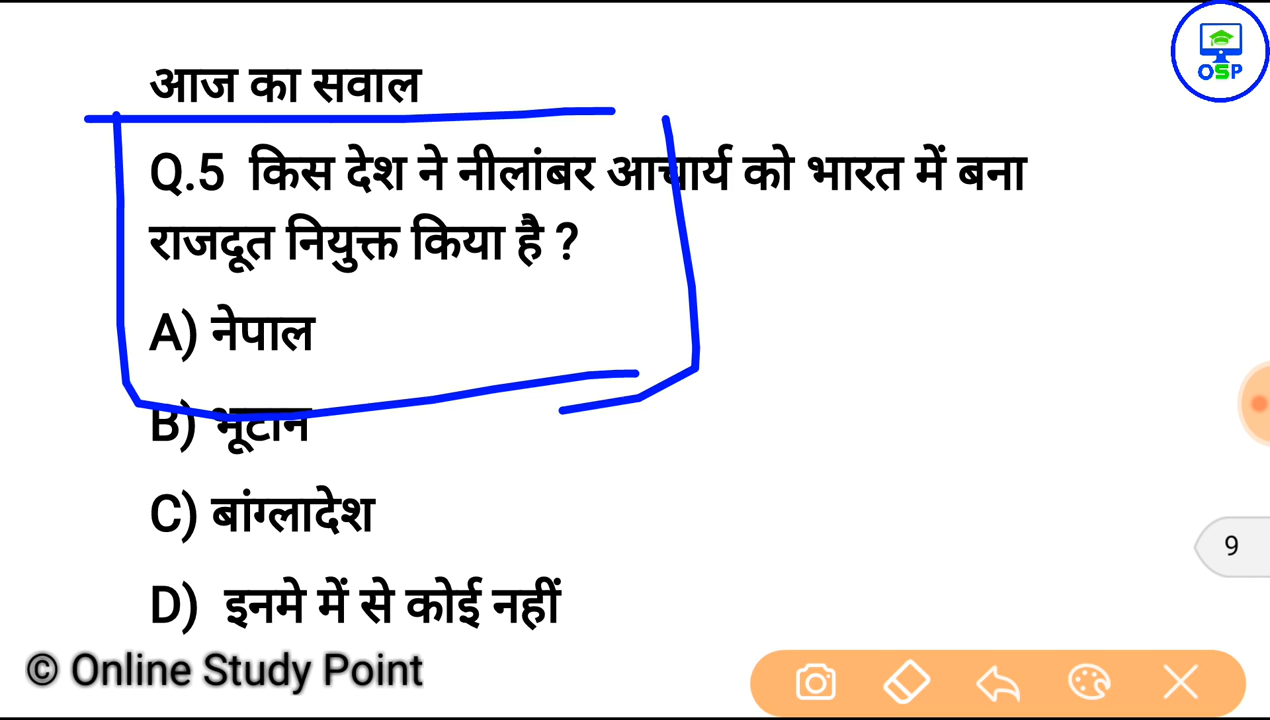 OSP
आज का सवाल
Q.5 किस देश ने नीलांबर आचार्य को भारत में बना
राजदूत नियुक्त किया है ?
A) नेपाल
B) भूटान
C) बांग्लादेश
9
D) इनमे में से कोई नहीं
© Online Study Point